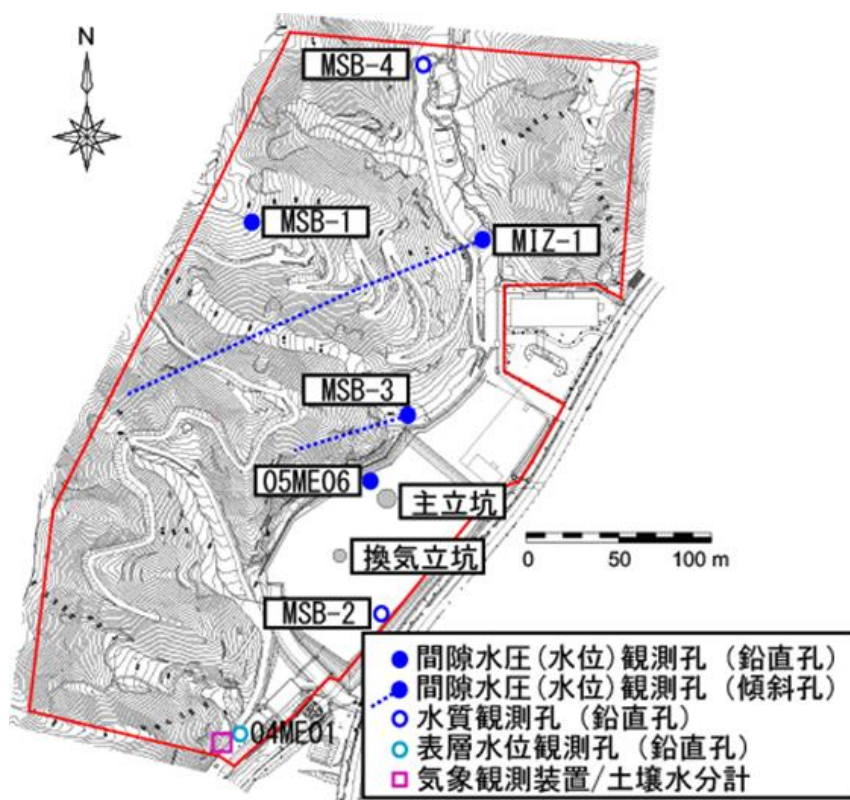 N
MSB-4
MSB-1
MIZ-1
MSB-3
05ME06
主立坑
換気立坑
0 50 100 m
MSB-2
04ME01
間隙水圧(水位)観測孔 (鉛直孔)
間隙水圧(水位)観測孔 (傾斜孔)
水質観測孔 (鉛直孔)
表層水位観測孔 (鉛直孔)
気象観測装置/土壌水分計